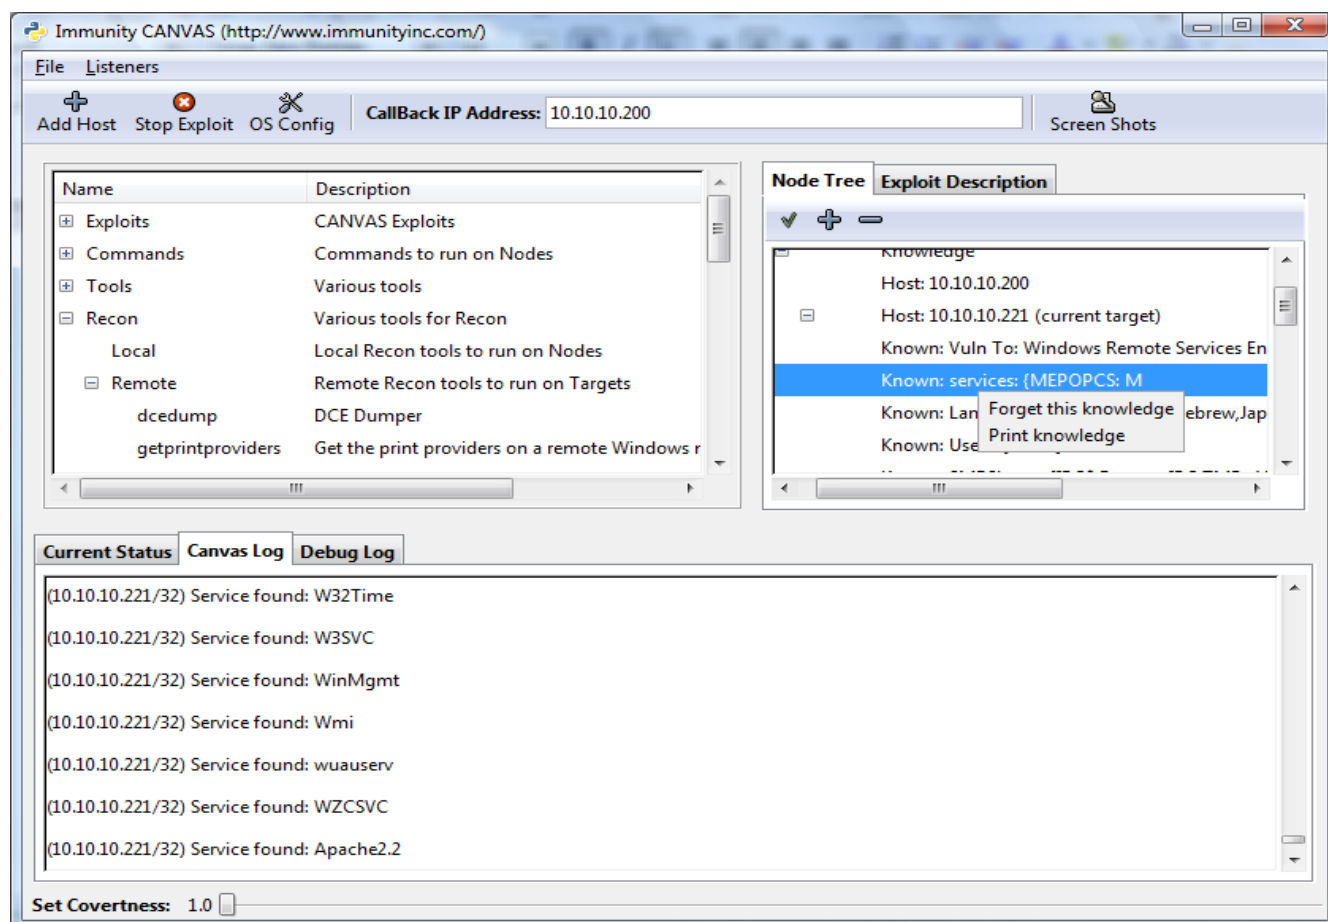 Immunity CANVAS (http://www.immunityinc.com/)
File Listeners
Add Host Stop Exploit OS Config CallBack IP Address: 10.10.10.200 Screen Shots
Name Description
Exploits CANVAS Exploits
Commands Commands to run on Nodes
Tools Various tools
Recon Various tools for Recon
Local Local Recon tools to run on Nodes
Remote Remote Recon tools to run on Targets
dcedump DCE Dumper
getprintproviders Get the print providers on a remote Windows r
Node Tree Exploit Description
Knowledge
Host: 10.10.10.200
Host: 10.10.10.221 (current target)
Known: Vuln To: Windows Remote Services En
Known: services: {MEPOPCS: M
Known: Lan ebrew,Jap
Known: Use
Forget this knowledge
Print knowledge
Current Status Canvas Log Debug Log
(10.10.10.221/32) Service found: W32Time
(10.10.10.221/32) Service found: W3SVC
(10.10.10.221/32) Service found: WinMgmt
(10.10.10.221/32) Service found: Wmi
(10.10.10.221/32) Service found: wuauserv
(10.10.10.221/32) Service found: WZCSVC
(10.10.10.221/32) Service found: Apache2.2
Set Covertness: 1.0